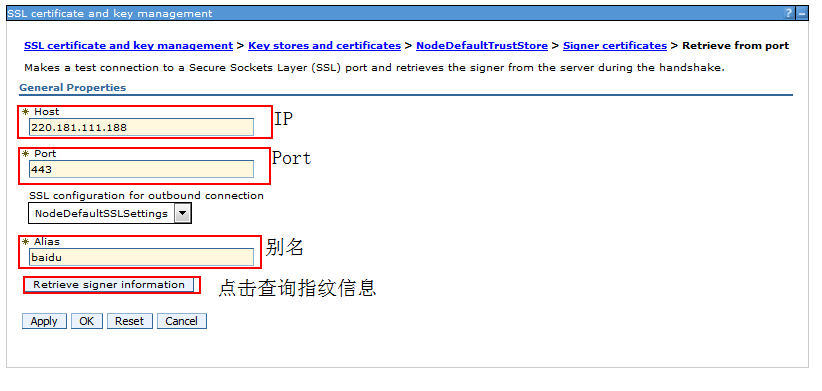 SSL certificate and key management ? –
SSL certificate and key management > Key stores and certificates > NodeDefaultTrustStore > Signer certificates > Retrieve from port
Makes a test connection to a Secure Sockets Layer (SSL) port and retrieves the signer from the server during the handshake.
General Properties
* Host
220.181.111.188 IP
* Port Port
443
SSL configuration for outbound connection
NodeDefaultSSLSettings
* Alias 别名
baidu
Retrieve signer information 点击查询指纹信息
Apply OK Reset Cancel